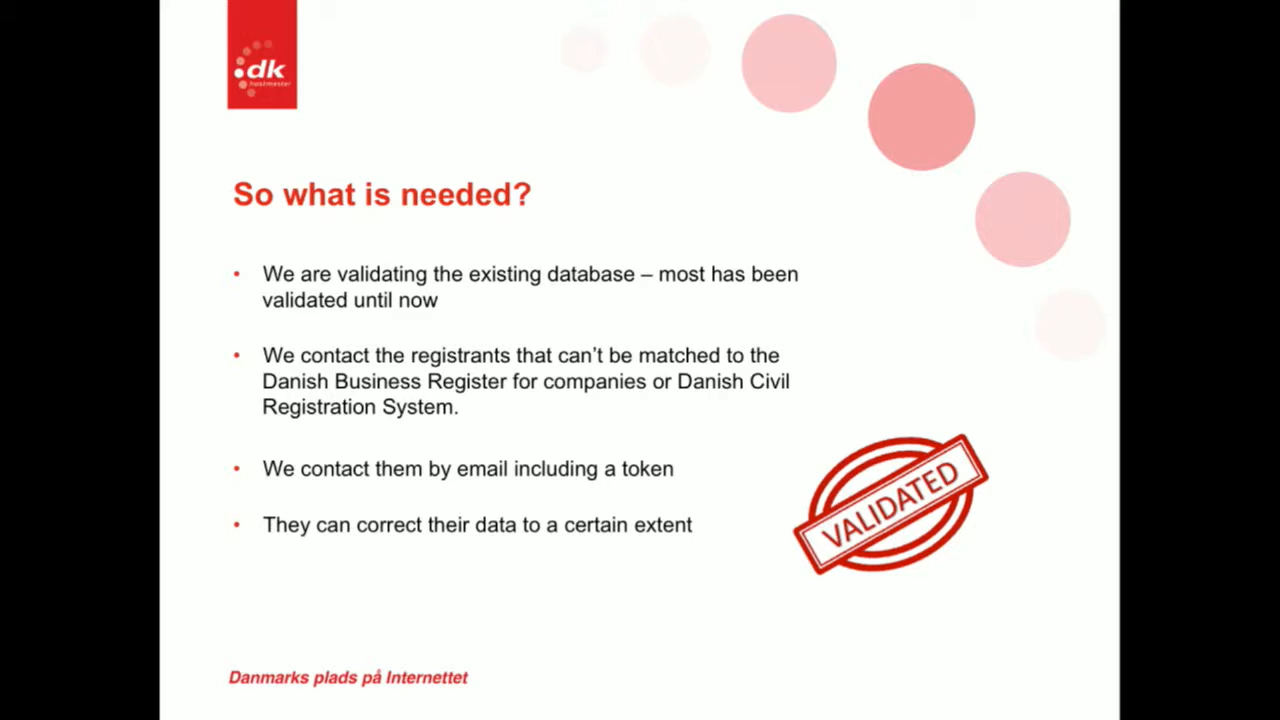 .dk
hostmaster
So what is needed?
• We are validating the existing database – most has been
validated until now
• We contact the registrants that can't be matched to the
Danish Business Register for companies or Danish Civil
Registration System.
• We contact them by email including a token
• They can correct their data to a certain extent
VALIDATED
Danmarks plads på Internettet